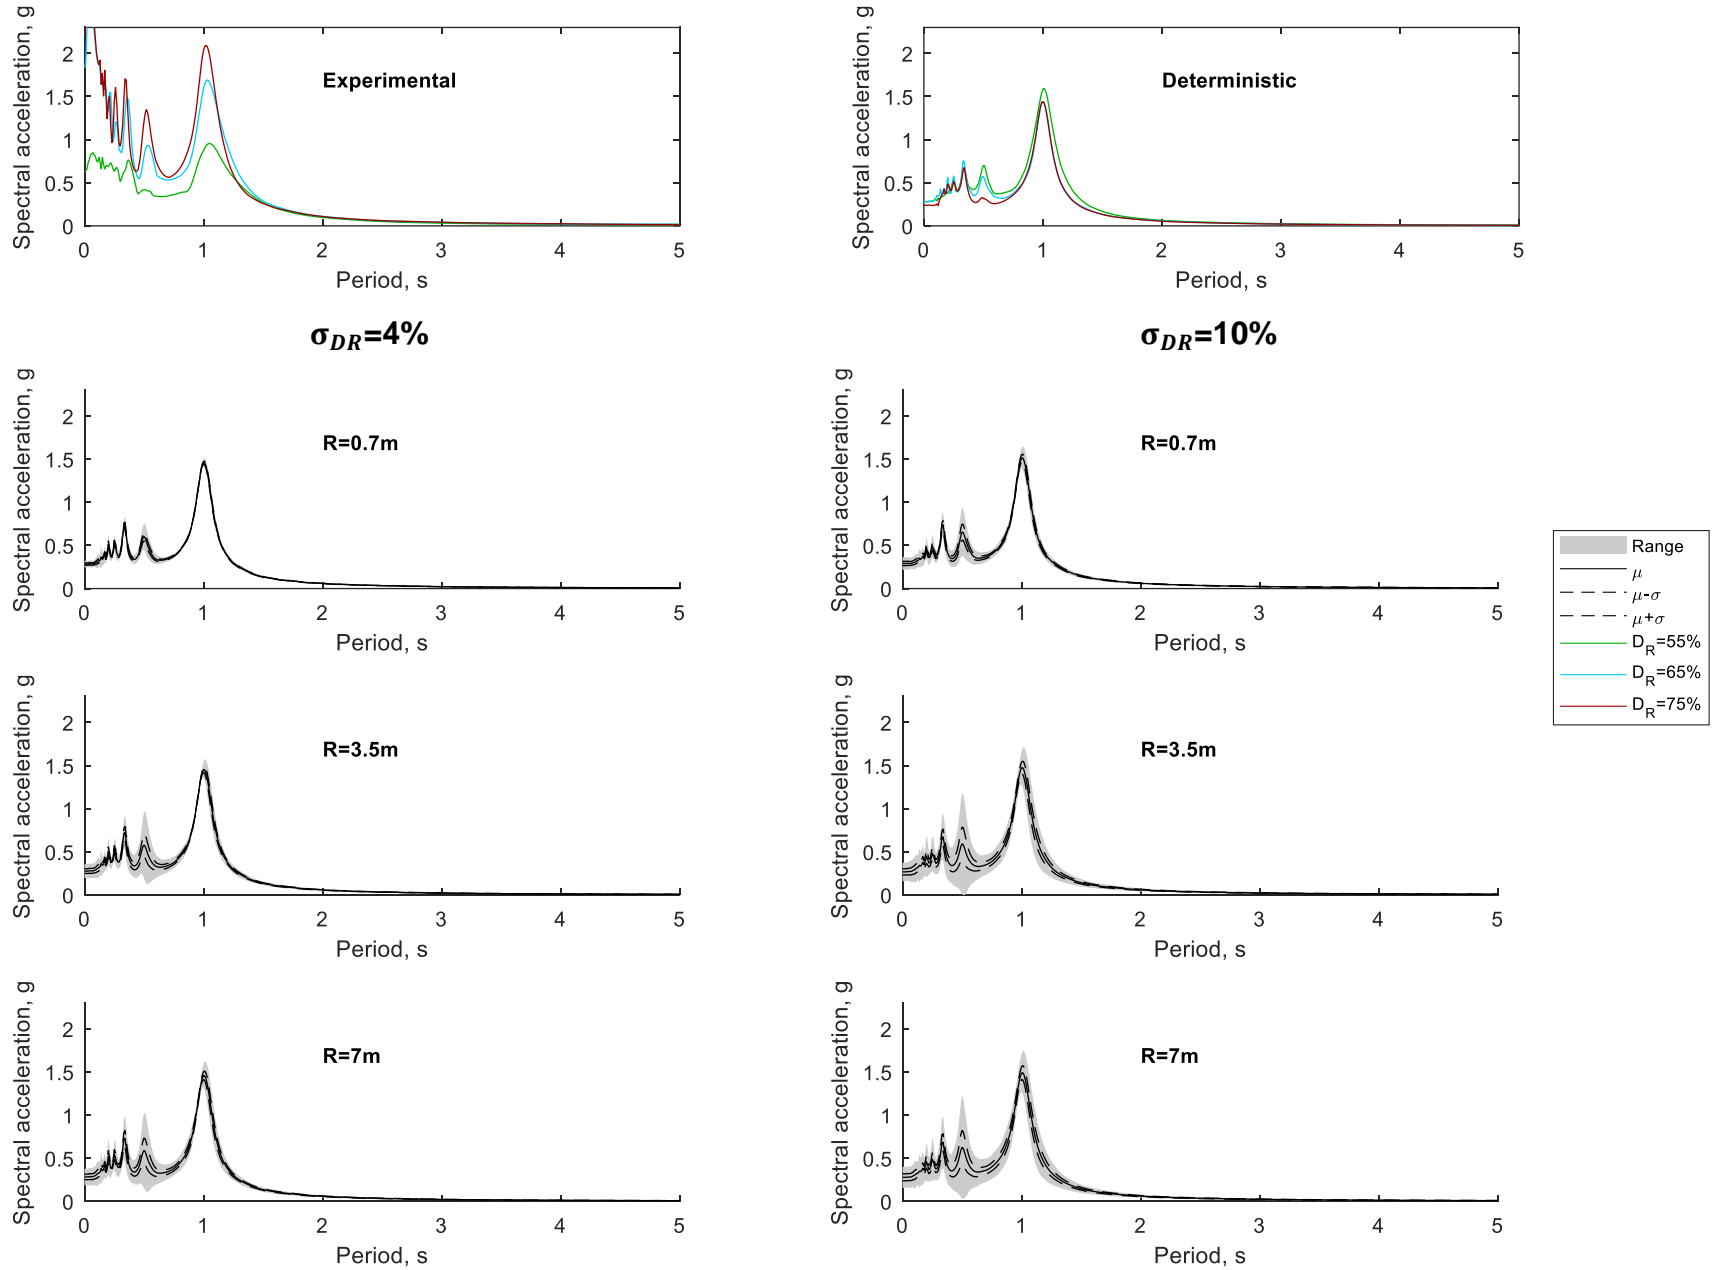 Spectral acceleration, g
2
1.5
1
0.5
0
Experimental
0 1 2 3 4 5
Period, s
Spectral acceleration, g
2
1.5
1
0.5
0
Deterministic
0 1 2 3 4 5
Period, s
σ_DR=4%
σ_DR=10%
Spectral acceleration, g
2
1.5
1
0.5
0
R=0.7m
0 1 2 3 4 5
Period, s
Spectral acceleration, g
2
1.5
1
0.5
0
R=0.7m
0 1 2 3 4 5
Period, s
Range
μ
μ-σ
μ+σ
D_R=55%
D_R=65%
D_R=75%
Spectral acceleration, g
2
1.5
1
0.5
0
R=3.5m
0 1 2 3 4 5
Period, s
Spectral acceleration, g
2
1.5
1
0.5
0
R=3.5m
0 1 2 3 4 5
Period, s
Spectral acceleration, g
2
1.5
1
0.5
0
R=7m
0 1 2 3 4 5
Period, s
Spectral acceleration, g
2
1.5
1
0.5
0
R=7m
0 1 2 3 4 5
Period, s